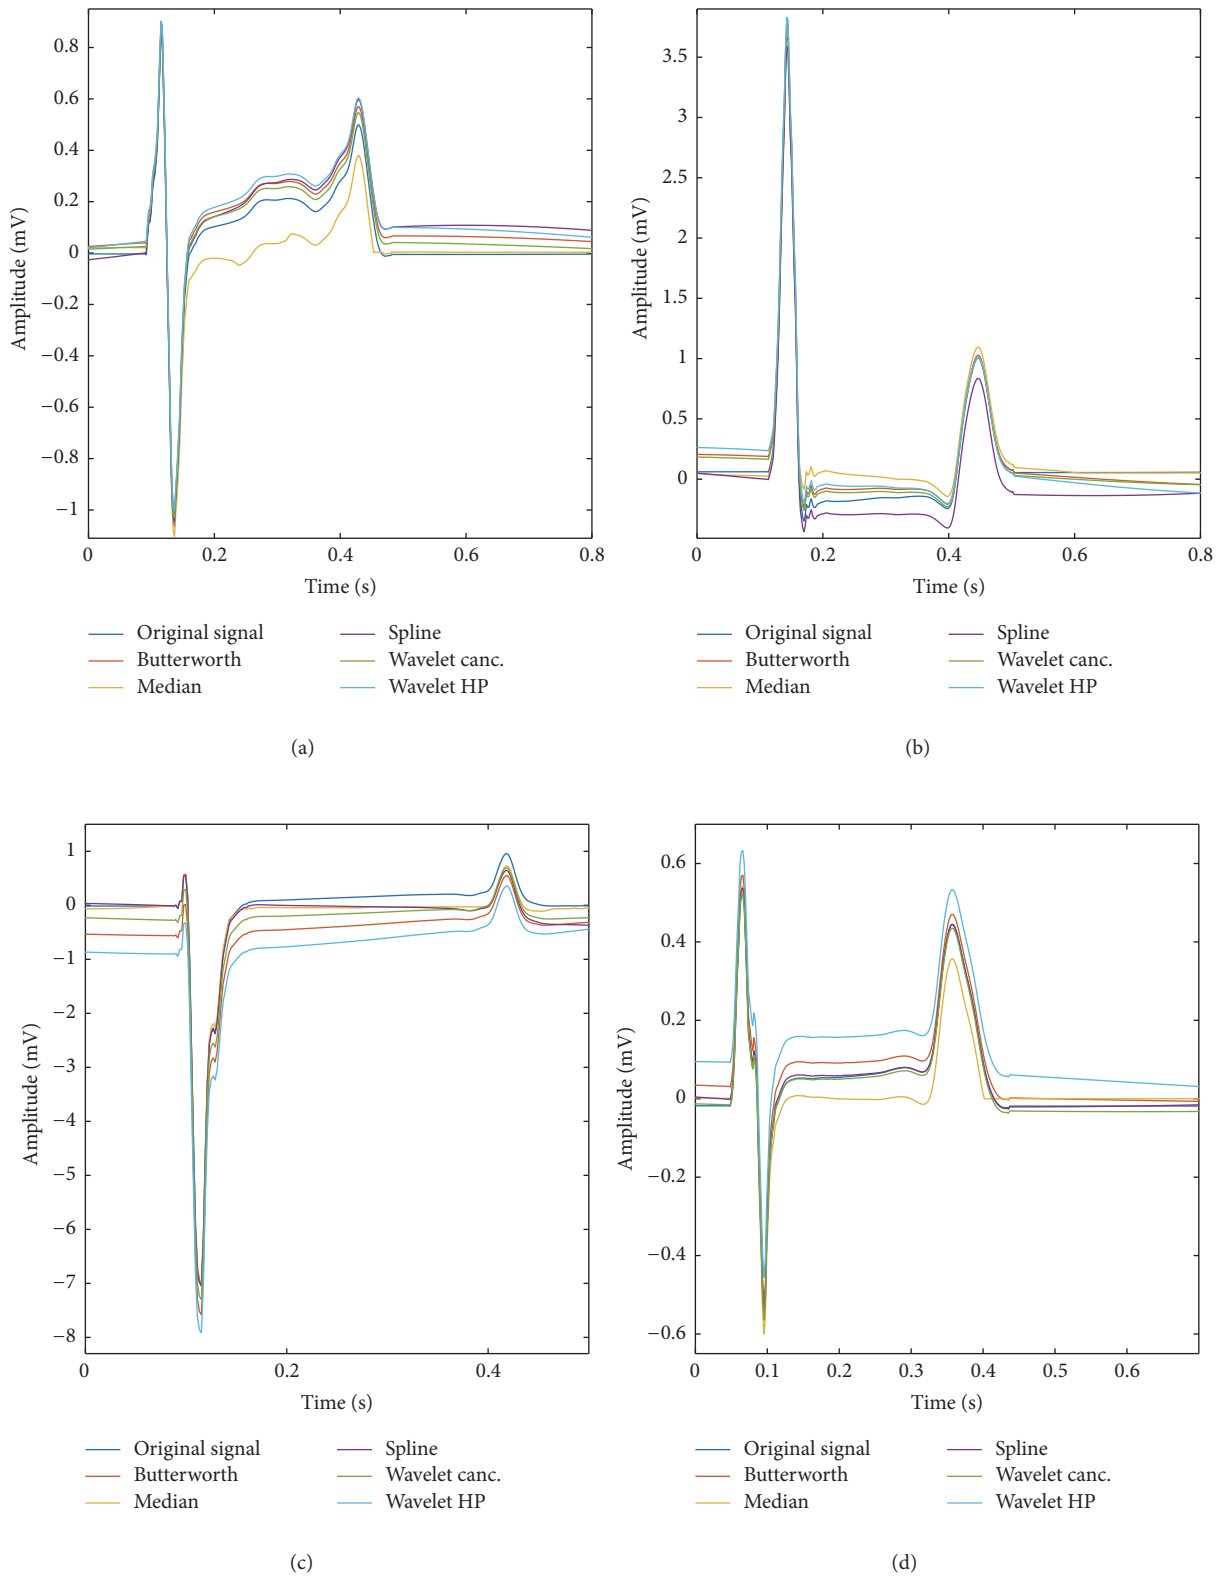 0.8
0.6
0.4
0.2
0
−0.2
−0.4
−0.6
−0.8
−1
Amplitude (mV)
0 0.2 0.4 0.6 0.8
Time (s)
Original signal
Butterworth
Median
Spline
Wavelet canc.
Wavelet HP
(a)
3.5
3
2.5
2
1.5
1
0.5
0
Amplitude (mV)
0 0.2 0.4 0.6 0.8
Time (s)
Original signal
Butterworth
Median
Spline
Wavelet canc.
Wavelet HP
(b)
1
0
−1
−2
−3
−4
−5
−6
−7
−8
Amplitude (mV)
0 0.2 0.4
Time (s)
Original signal
Butterworth
Median
Spline
Wavelet canc.
Wavelet HP
(c)
0.6
0.4
0.2
0
−0.2
−0.4
−0.6
Amplitude (mV)
0 0.1 0.2 0.3 0.4 0.5 0.6
Time (s)
Original signal
Butterworth
Median
Spline
Wavelet canc.
Wavelet HP
(d)